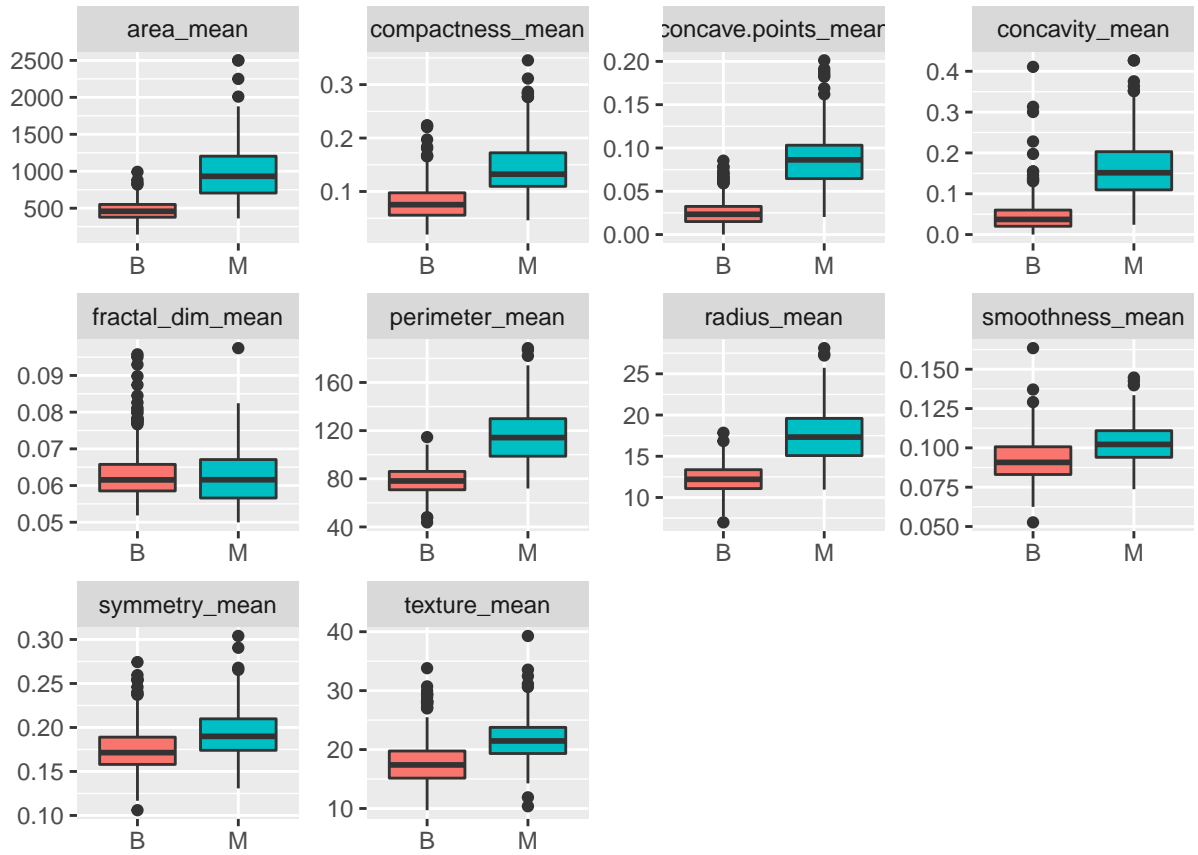 area_mean
compactness_mean
concave.points_mean
concavity_mean
2500
2000
1500
1000
500
0.3
0.2
0.1
0.20
0.15
0.10
0.05
0.00
0.4
0.3
0.2
0.1
0.0
B M
B M
B M
B M
fractal_dim_mean
perimeter_mean
radius_mean
smoothness_mean
0.09
0.08
0.07
0.06
0.05
160
120
80
40
25
20
15
10
0.150
0.125
0.100
0.075
0.050
B M
B M
B M
B M
symmetry_mean
texture_mean
0.30
0.25
0.20
0.15
0.10
40
30
20
10
B M
B M